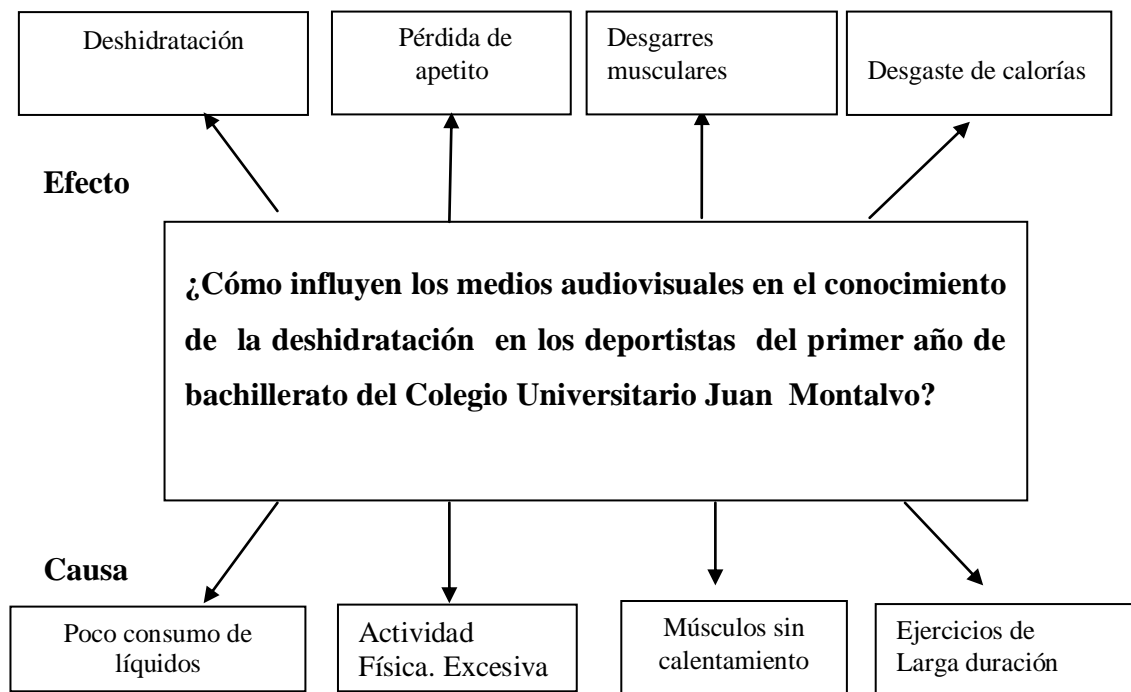 Deshidratación
Pérdida de
apetito
Desgarres
musculares
Desgaste de calorías
Efecto
¿Cómo influyen los medios audiovisuales en el conocimiento
de la deshidratación en los deportistas del primer año de
bachillerato del Colegio Universitario Juan Montalvo?
Causa
Poco consumo de
líquidos
Actividad
Física. Excesiva
Músculos sin
calentamiento
Ejercicios de
Larga duración